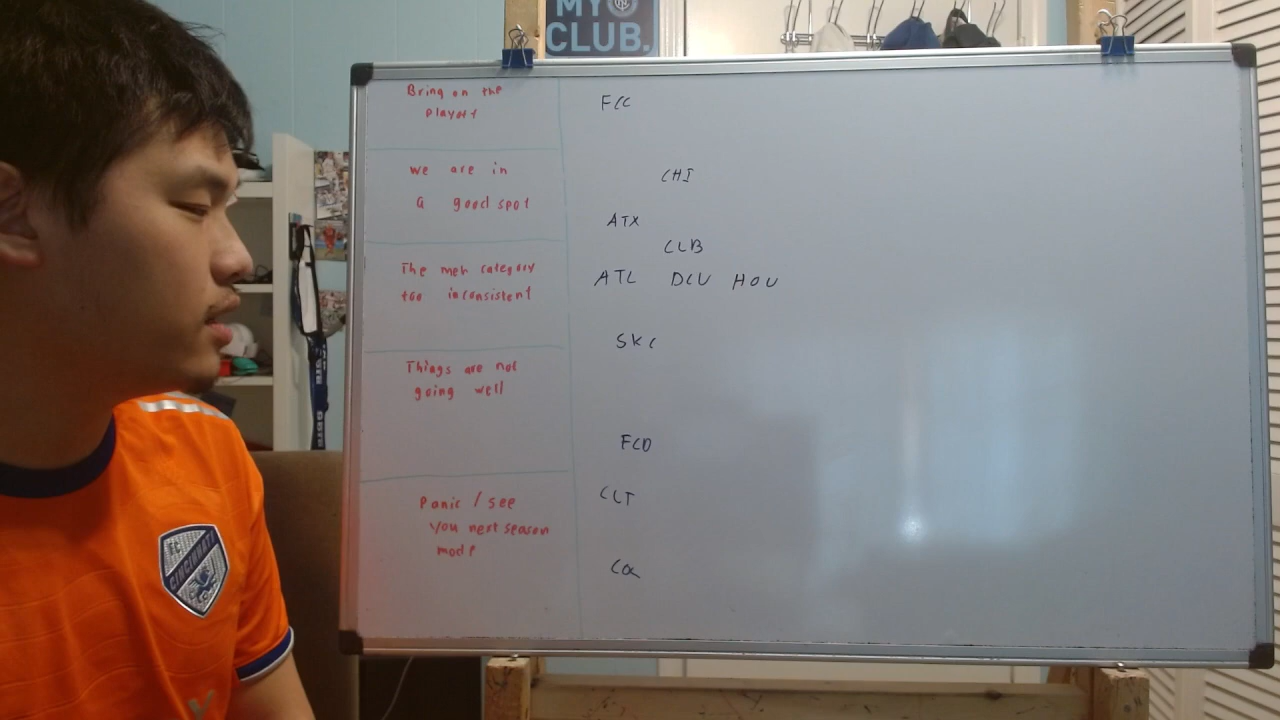 MY
CLUB.
Bring on the
playoff
FCC
we are in
a good spot
CHI
ATX
CLB
The meh category
too inconsistent
ATL DCU HOU
SKC
Things are not
going well
FCD
CLT
Panic / see
you next season
mode
COL
FC
CINCINNATI